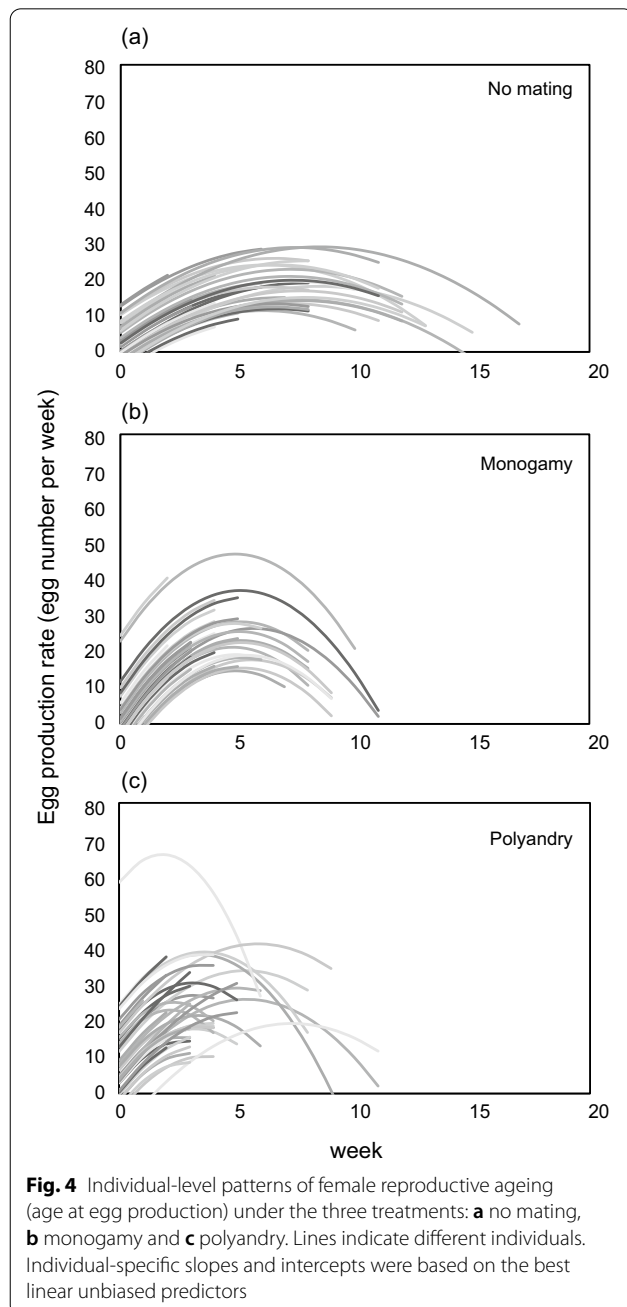 (a)
80
70
60
50
40
30
20
10
0
No mating
0 5 10 15 20
(b)
80
70
60
50
40
30
20
10
0
Monogamy
0 5 10 15 20
(c)
80
70
60
50
40
30
20
10
0
Polyandry
0 5 10 15 20
Egg production rate (egg number per week)
week
Fig. 4 Individual-level patterns of female reproductive ageing
(age at egg production) under the three treatments: a no mating,
b monogamy and c polyandry. Lines indicate different individuals.
Individual-specific slopes and intercepts were based on the best
linear unbiased predictors